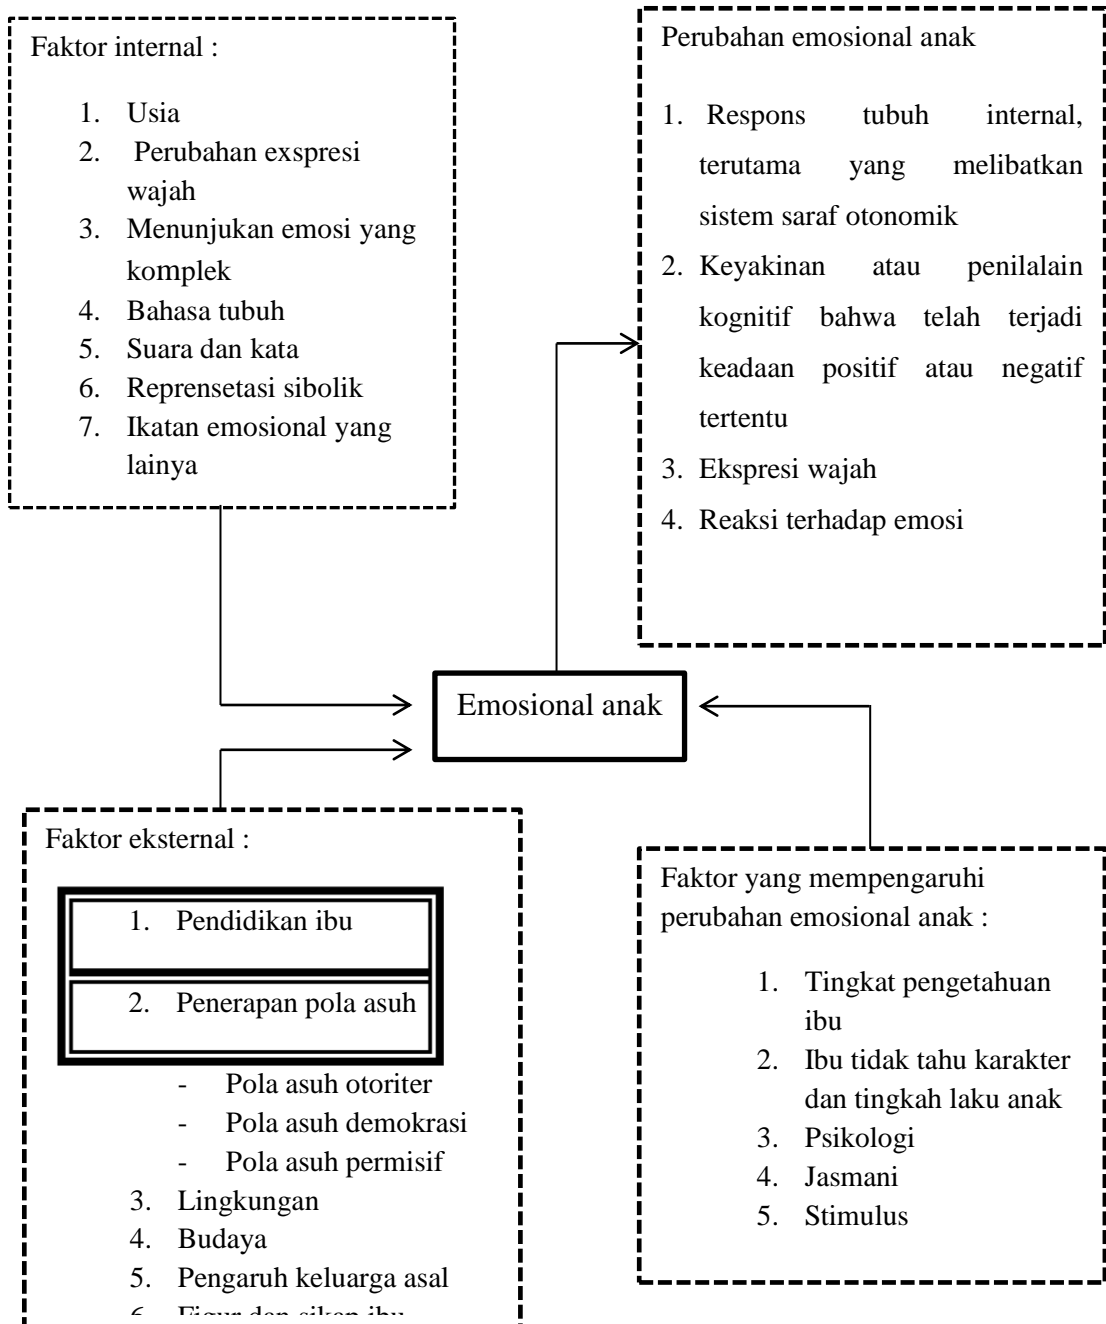 Faktor internal :
1. Usia
2. Perubahan exspresi
wajah
3. Menunjukan emosi yang
komplek
4. Bahasa tubuh
5. Suara dan kata
6. Reprensetasi sibolik
7. Ikatan emosional yang
lainya
Perubahan emosional anak
1. Respons tubuh internal,
terutama yang melibatkan
sistem saraf otonomik
2. Keyakinan atau penilalain
kognitif bahwa telah terjadi
keadaan positif atau negatif
tertentu
3. Ekspresi wajah
4. Reaksi terhadap emosi
Emosional anak
Faktor eksternal :
1. Pendidikan ibu
2. Penerapan pola asuh
- Pola asuh otoriter
- Pola asuh demokrasi
- Pola asuh permisif
3. Lingkungan
4. Budaya
5. Pengaruh keluarga asal
6. Figur dan sikap ibu
Faktor yang mempengaruhi
perubahan emosional anak :
1. Tingkat pengetahuan
ibu
2. Ibu tidak tahu karakter
dan tingkah laku anak
3. Psikologi
4. Jasmani
5. Stimulus